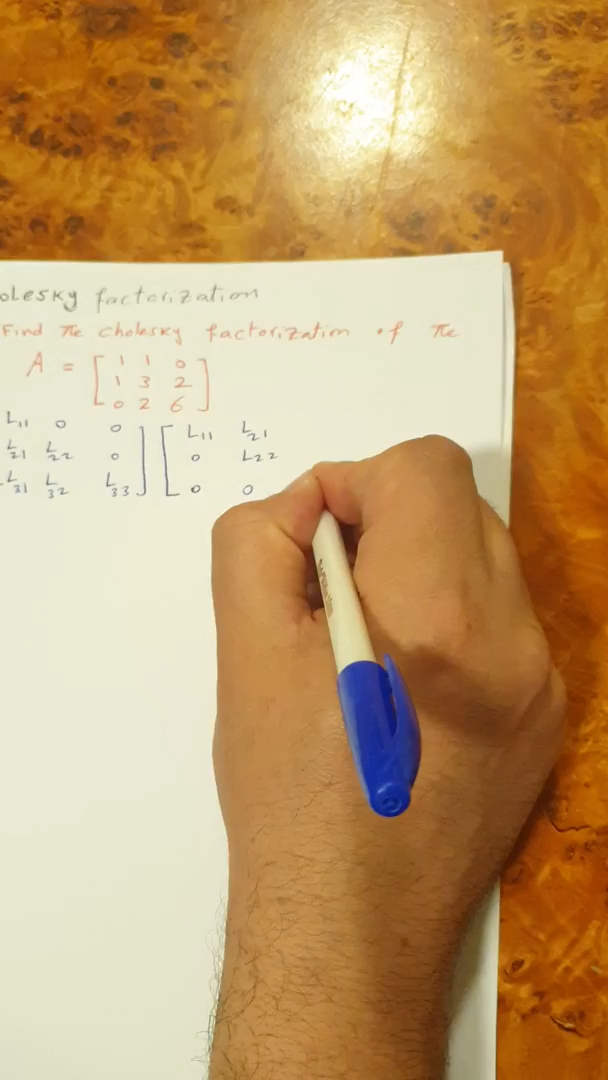 olesky factorization
Find the cholesky factorization of the
A = [ 1 1 0
1 3 2
0 2 6 ]
L11 0 0 ] [ L11 L21
L21 L22 0 0 L22
L31 L32 L33 0 0